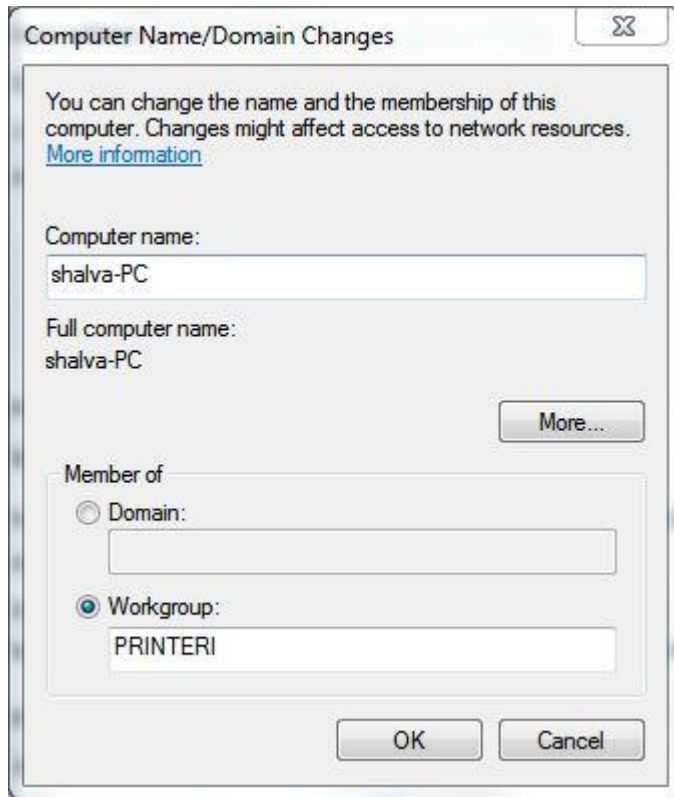 Computer Name/Domain Changes
You can change the name and the membership of this
computer. Changes might affect access to network resources.
More information
Computer name:
shalva-PC
Full computer name:
shalva-PC
More...
Member of
Domain:
Workgroup:
PRINTERI
OK
Cancel